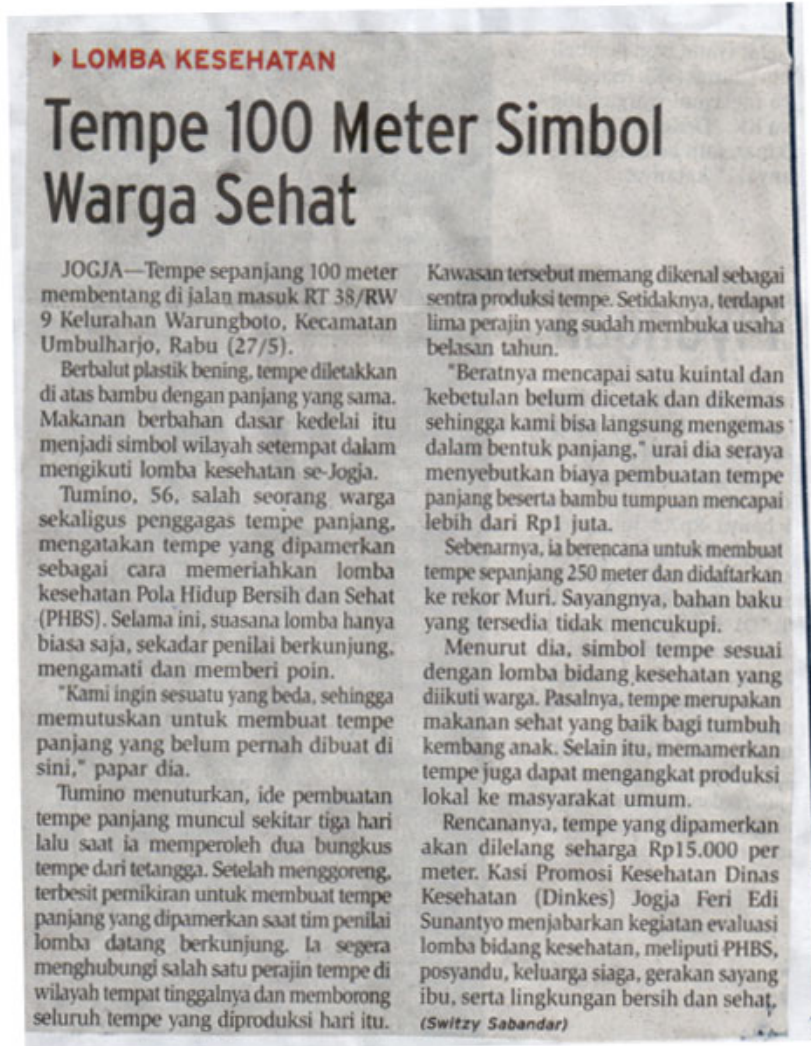 LOMBA KESEHATAN
Tempe 100 Meter Simbol
Warga Sehat
JOGJA—Tempe sepanjang 100 meter
membentang di jalan masuk RT 38/RW
9 Kelurahan Warungboto, Kecamatan
Umbulharjo, Rabu (27/5).
Berbalut plastik bening, tempe diletakkan
di atas bambu dengan panjang yang sama.
Makanan berbahan dasar kedelai itu
menjadi simbol wilayah setempat dalam
mengikuti lomba kesehatan se-Jogja.
Tumino, 56, salah seorang warga
sekaligus penggagas tempe panjang,
mengatakan tempe yang dipamerkan
sebagai cara memeriahkan lomba
kesehatan Pola Hidup Bersih dan Sehat
(PHBS). Selama ini, suasana lomba hanya
biasa saja, sekadar penilai berkunjung,
mengamati dan memberi poin.
"Kami ingin sesuatu yang beda, sehingga
memutuskan untuk membuat tempe
panjang yang belum pernah dibuat di
sini," papar dia.
Tumino menuturkan, ide pembuatan
tempe panjang muncul sekitar tiga hari
lalu saat ia memperoleh dua bungkus
tempe dari tetangga. Setelah menggoreng,
terbesit pemikiran untuk membuat tempe
panjang yang dipamerkan saat tim penilai
lomba datang berkunjung. Ia segera
menghubungi salah satu perajin tempe di
wilayah tempat tinggalnya dan memborong
seluruh tempe yang diproduksi hari itu.
Kawasan tersebut memang dikenal sebagai
sentra produksi tempe. Setidaknya, terdapat
lima perajin yang sudah membuka usaha
belasan tahun.
"Beratnya mencapai satu kuintal dan
kebetulan belum dicetak dan dikemas
sehingga kami bisa langsung mengemas
dalam bentuk panjang," urai dia seraya
menyebutkan biaya pembuatan tempe
panjang beserta bambu tumpuan mencapai
lebih dari Rp1 juta.
Sebenarnya, ia berencana untuk membuat
tempe sepanjang 250 meter dan didaftarkan
ke rekor Muri. Sayangnya, bahan baku
yang tersedia tidak mencukupi.
Menurut dia, simbol tempe sesuai
dengan lomba bidang kesehatan yang
diikuti warga. Pasalnya, tempe merupakan
makanan sehat yang baik bagi tumbuh
kembang anak. Selain itu, memamerkan
tempe juga dapat mengangkat produksi
lokal ke masyarakat umum.
Rencananya, tempe yang dipamerkan
akan dilelang seharga Rp15.000 per
meter. Kasi Promosi Kesehatan Dinas
Kesehatan (Dinkes) Jogja Feri Edi
Sunantyo menjabarkan kegiatan evaluasi
lomba bidang kesehatan, meliputi PHBS,
posyandu, keluarga siaga, gerakan sayang
ibu, serta lingkungan bersih dan sehat.
(Switzy Sabandar)